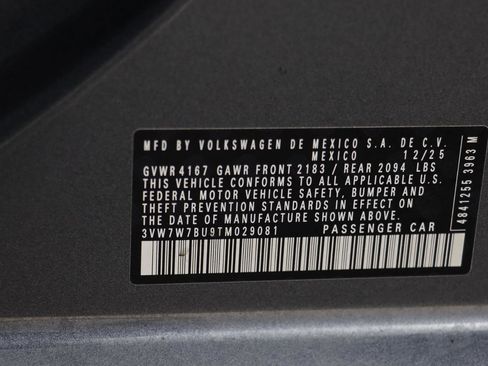 MFD BY VOLKSWAGEN DE MEXICO S.A. DE C.V.
MEXICO 12/25
GVWR 4167 GAWR FRONT 2183 / REAR 2094 LBS
THIS VEHICLE CONFORMS TO ALL APPLICABLE U.S.
FEDERAL MOTOR VEHICLE SAFETY, BUMPER AND
THEFT PREVENTION STANDARDS IN EFFECT ON
THE DATE OF MANUFACTURE SHOWN ABOVE.
3VW7W7BU9TM029081 PASSENGER CAR
4841255 3963 M